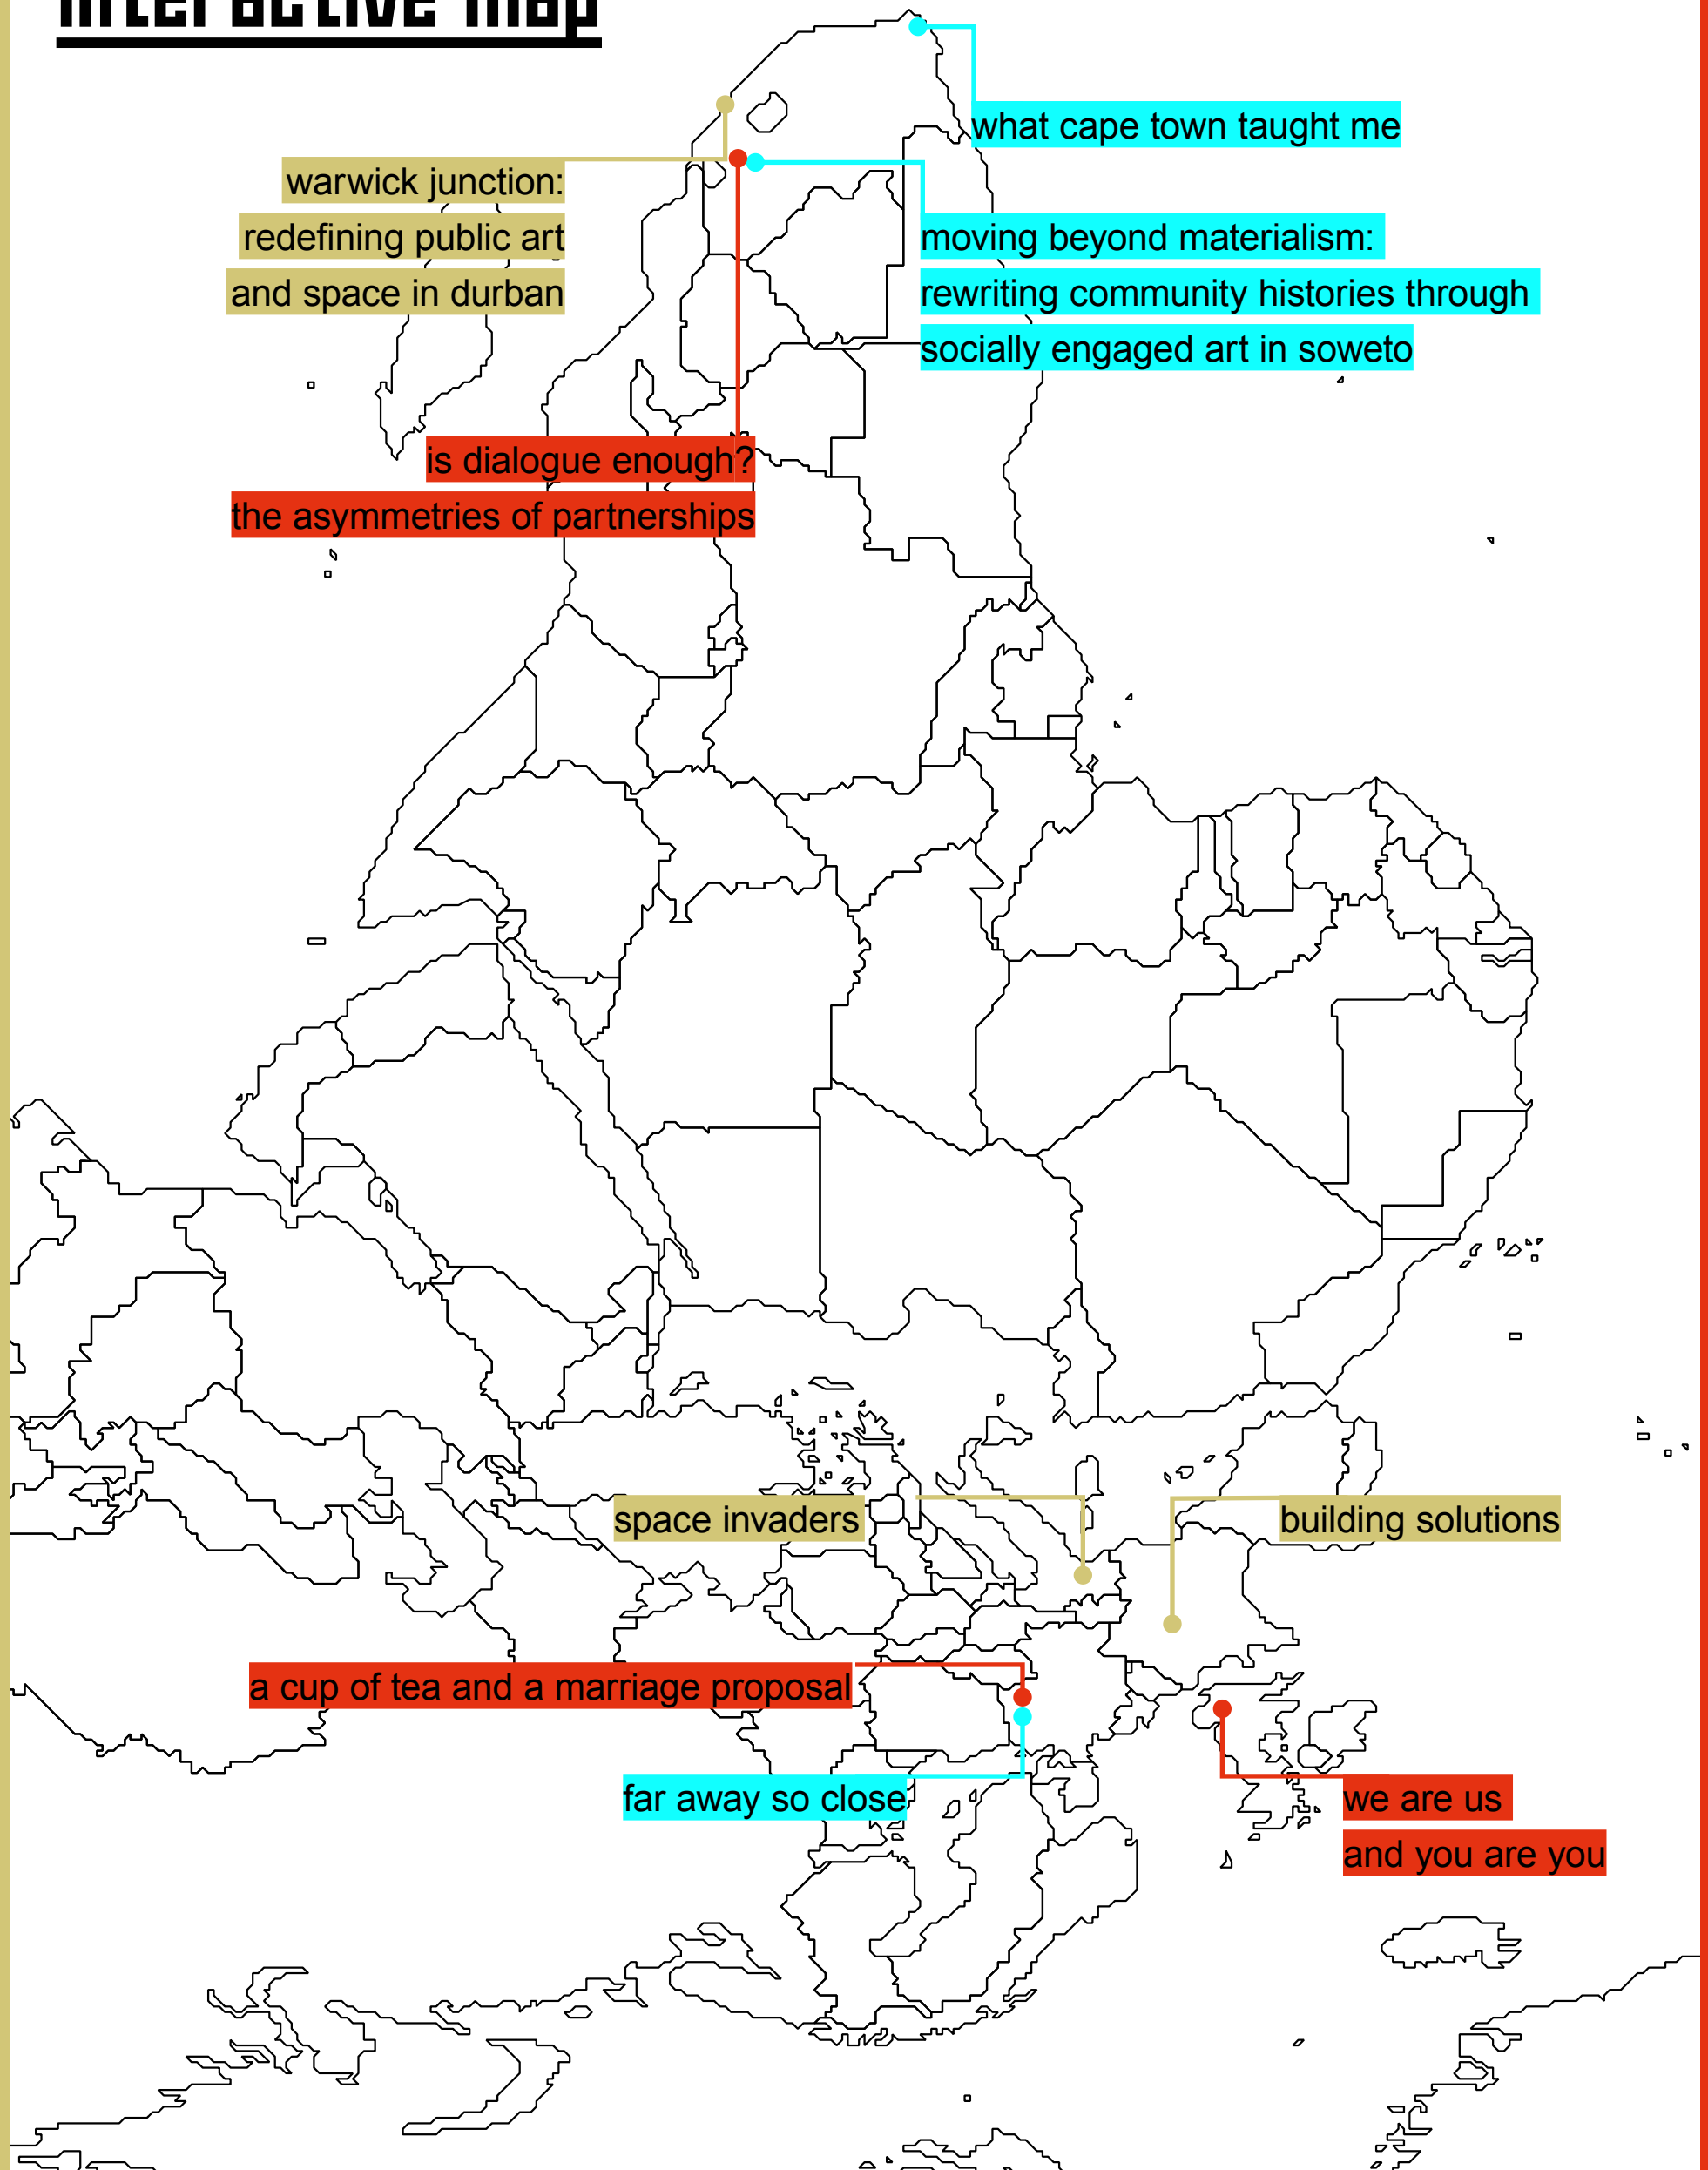 interactive map
what cape town taught me
warwick junction:
redefining public art
and space in durban
moving beyond materialism:
rewriting community histories through
socially engaged art in soweto
is dialogue enough?
the asymmetries of partnerships
space invaders
building solutions
a cup of tea and a marriage proposal
far away so close
we are us
and you are you